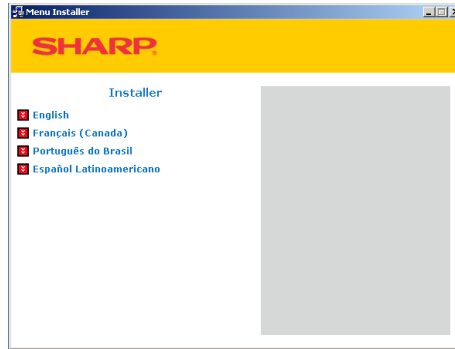 Menu Installer
SHARP
Installer
English
Français (Canada)
Português do Brasil
Español Latinoamericano